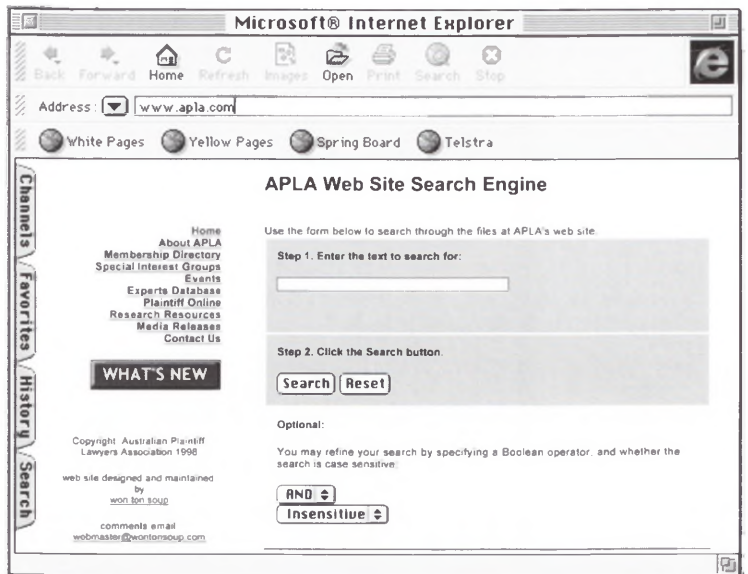 Microsoft® Internet Explorer
Back Forward Home Refresh Images Open Print Search Stop
Address: www.apla.com
White Pages Yellow Pages Spring Board Telstra
Channels
Favorites
History
Search
APLA Web Site Search Engine
Home
About APLA
Membership Directory
Special Interest Groups
Events
Experts Database
Plaintiff Online
Research Resources
Media Releases
Contact Us
WHAT'S NEW
Copyright Australian Plaintiff
Lawyers Association 1998
web site designed and maintained
by
won ton soup
comments email
webmaster@wontonsoup.com
Use the form below to search through the files at APLA's web site.
Step 1. Enter the text to search for:
Step 2. Click the Search button.
Search Reset
Optional:
You may refine your search by specifying a Boolean operator, and whether the
search is case sensitive:
AND
Insensitive